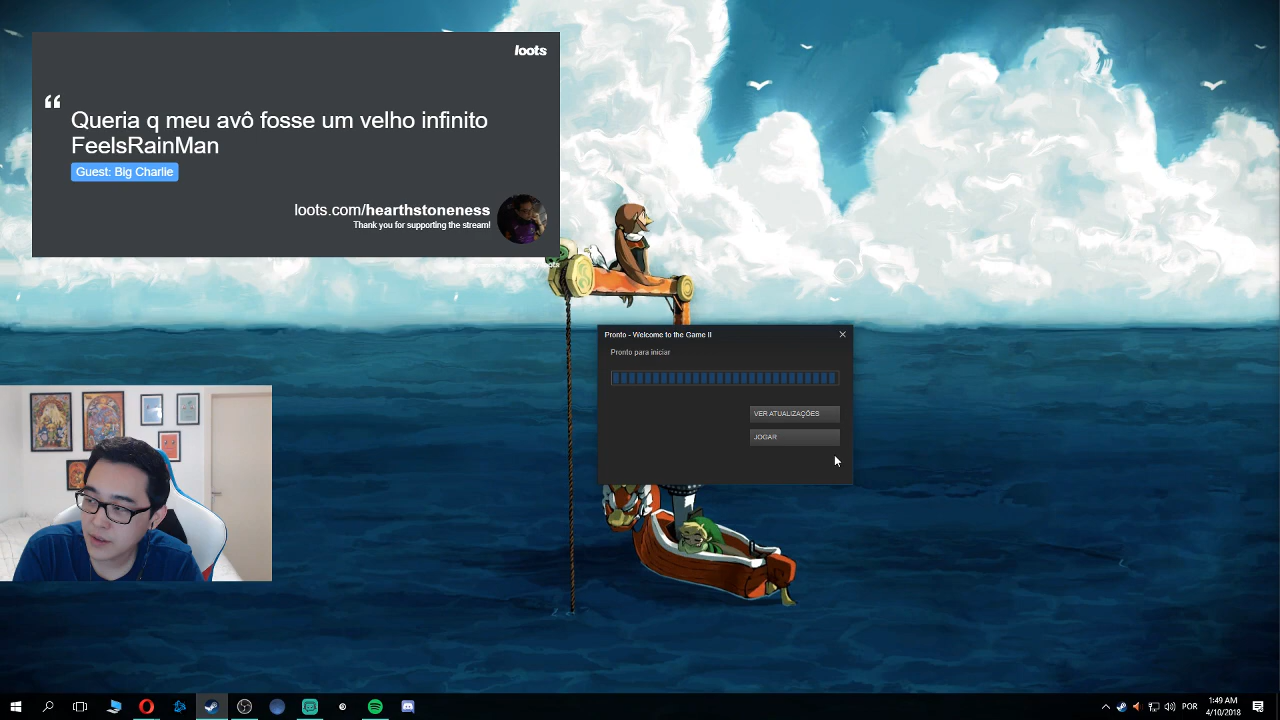 loots
“
Queria q meu avô fosse um velho infinito
FeelsRainMan
Guest: Big Charlie
loots.com/hearthstoneness
Thank you for supporting the stream!
Pronto - Welcome to the Game II
Pronto para iniciar
VER ATUALIZAÇÕES
JOGAR
POR
1:49 AM
4/10/2018